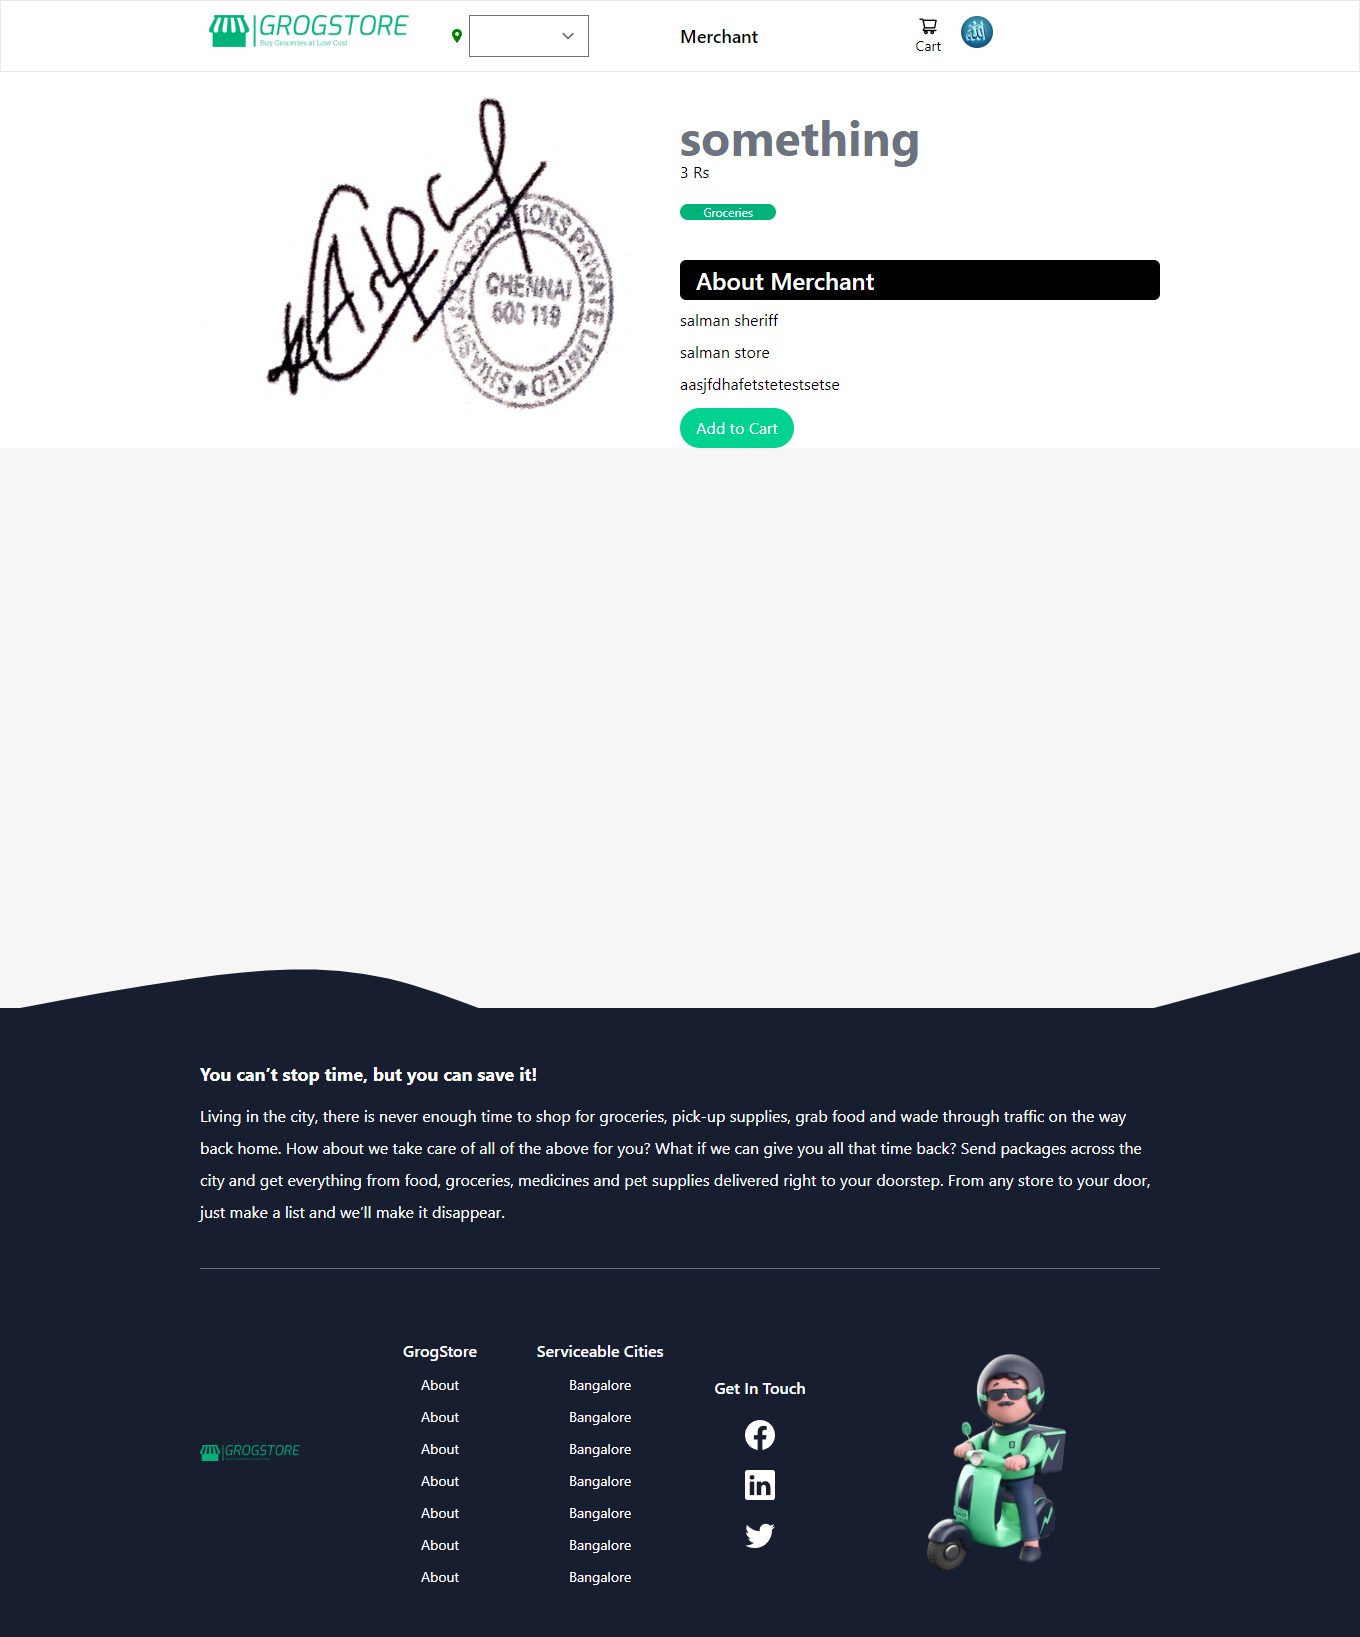 GROGSTORE
Buy Groceries at Low Cost
Merchant
Cart
something
3 Rs
Groceries
SOLUTIONS PRIVATE LIMITED
CHENNAI
600 119
About Merchant
salman sheriff
salman store
aasjfdhafetstetestsetse
Add to Cart
You can’t stop time, but you can save it!
Living in the city, there is never enough time to shop for groceries, pick-up supplies, grab food and wade through traffic on the way
back home. How about we take care of all of the above for you? What if we can give you all that time back? Send packages across the
city and get everything from food, groceries, medicines and pet supplies delivered right to your doorstep. From any store to your door,
just make a list and we’ll make it disappear.
GROGSTORE
GrogStore
About
About
About
About
About
About
About
Serviceable Cities
Bangalore
Bangalore
Bangalore
Bangalore
Bangalore
Bangalore
Bangalore
Get In Touch